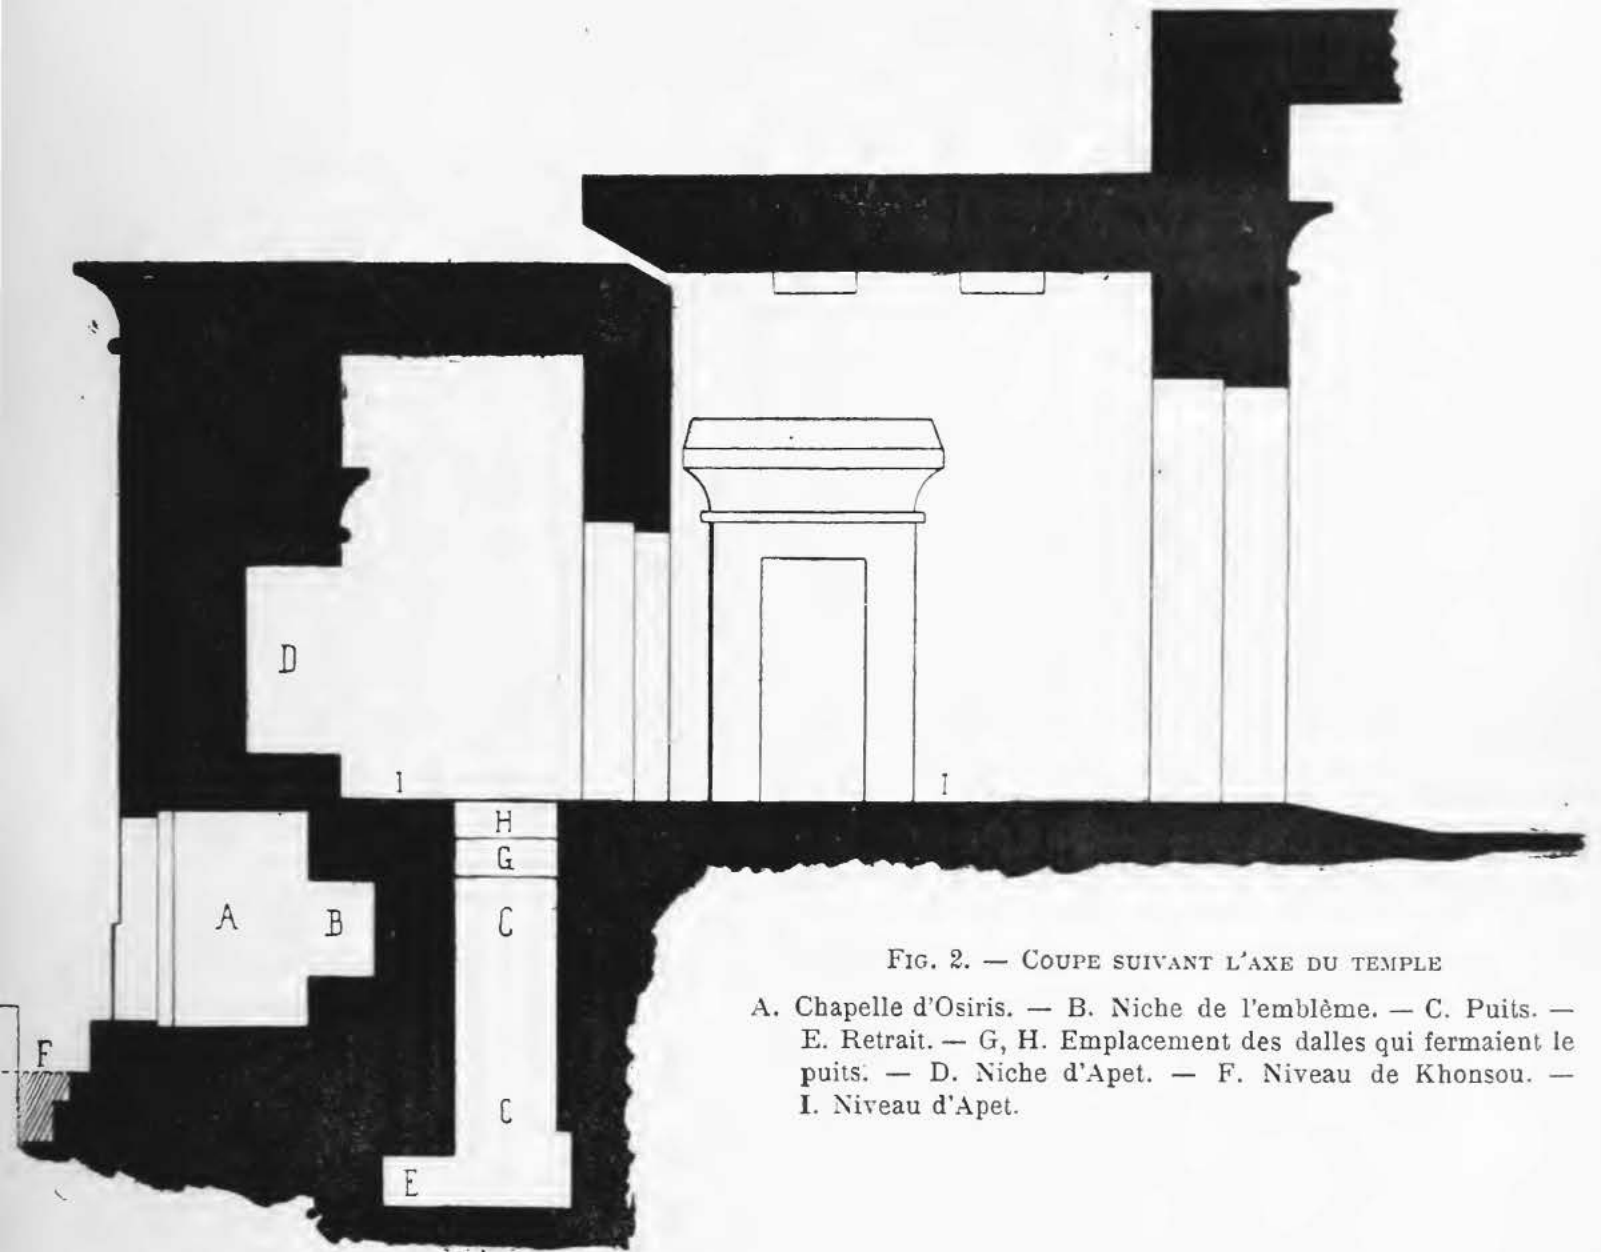 D
I
I
H
G
A
B
C
F
C
E
FIG. 2. — COUPE SUIVANT L'AXE DU TEMPLE
A. Chapelle d'Osiris. — B. Niche de l'emblème. — C. Puits. —
E. Retrait. — G, H. Emplacement des dalles qui fermaient le
puits. — D. Niche d'Apet. — F. Niveau de Khonsou. —
I. Niveau d'Apet.